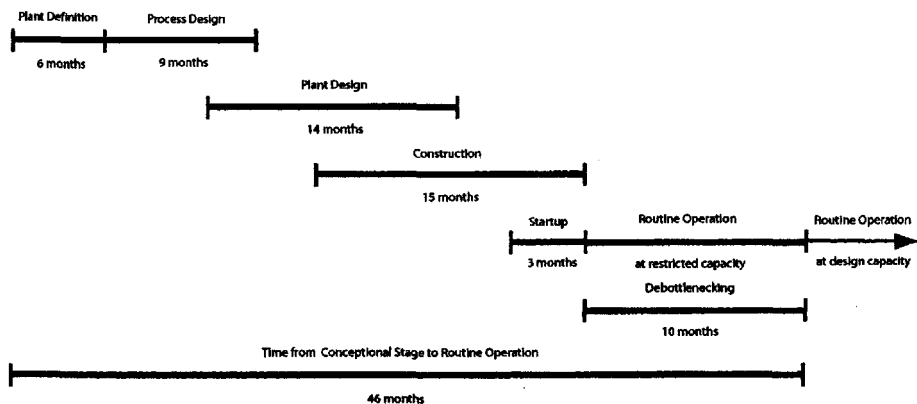 Plant Definition
Process Design
6 months
9 months
Plant Design
14 months
Construction
15 months
Startup
Routine Operation
Routine Operation
3 months
at restricted capacity
at design capacity
Debottlenecking
10 months
Time from Conceptional Stage to Routine Operation
46 months